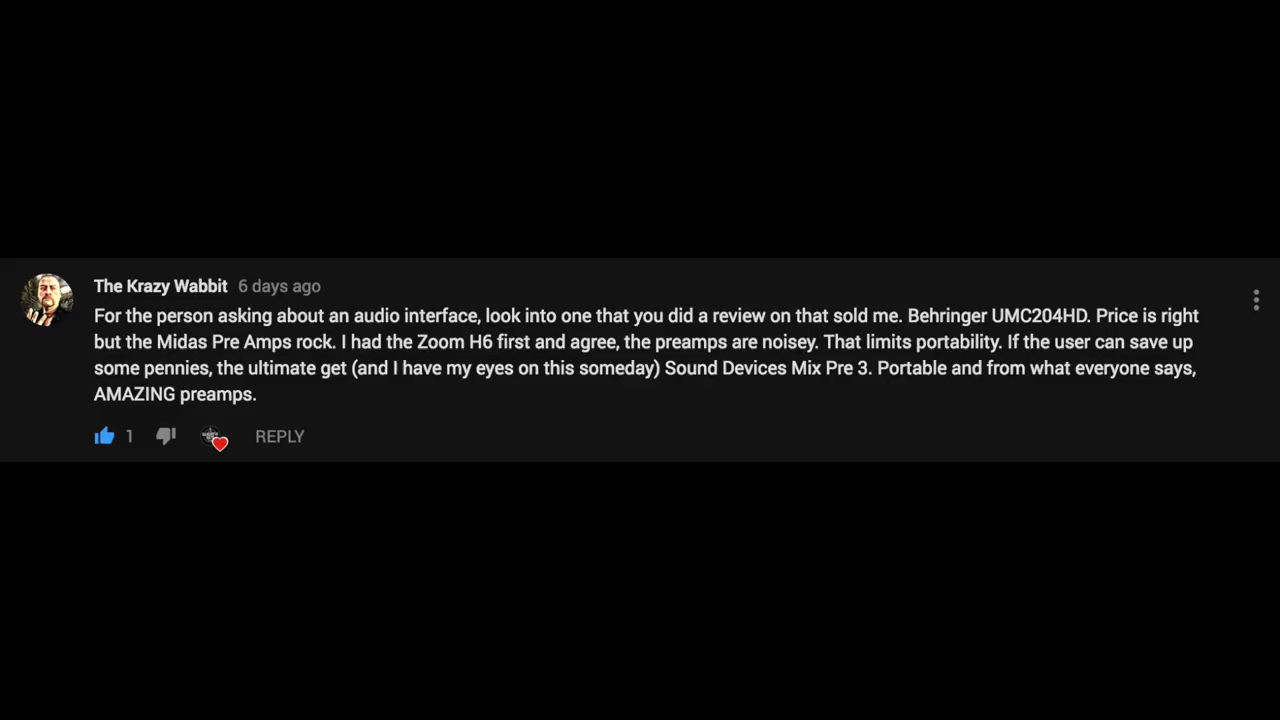 The Krazy Wabbit 6 days ago
For the person asking about an audio interface, look into one that you did a review on that sold me. Behringer UMC204HD. Price is right
but the Midas Pre Amps rock. I had the Zoom H6 first and agree, the preamps are noisey. That limits portability. If the user can save up
some pennies, the ultimate get (and I have my eyes on this someday) Sound Devices Mix Pre 3. Portable and from what everyone says,
AMAZING preamps.
1 REPLY